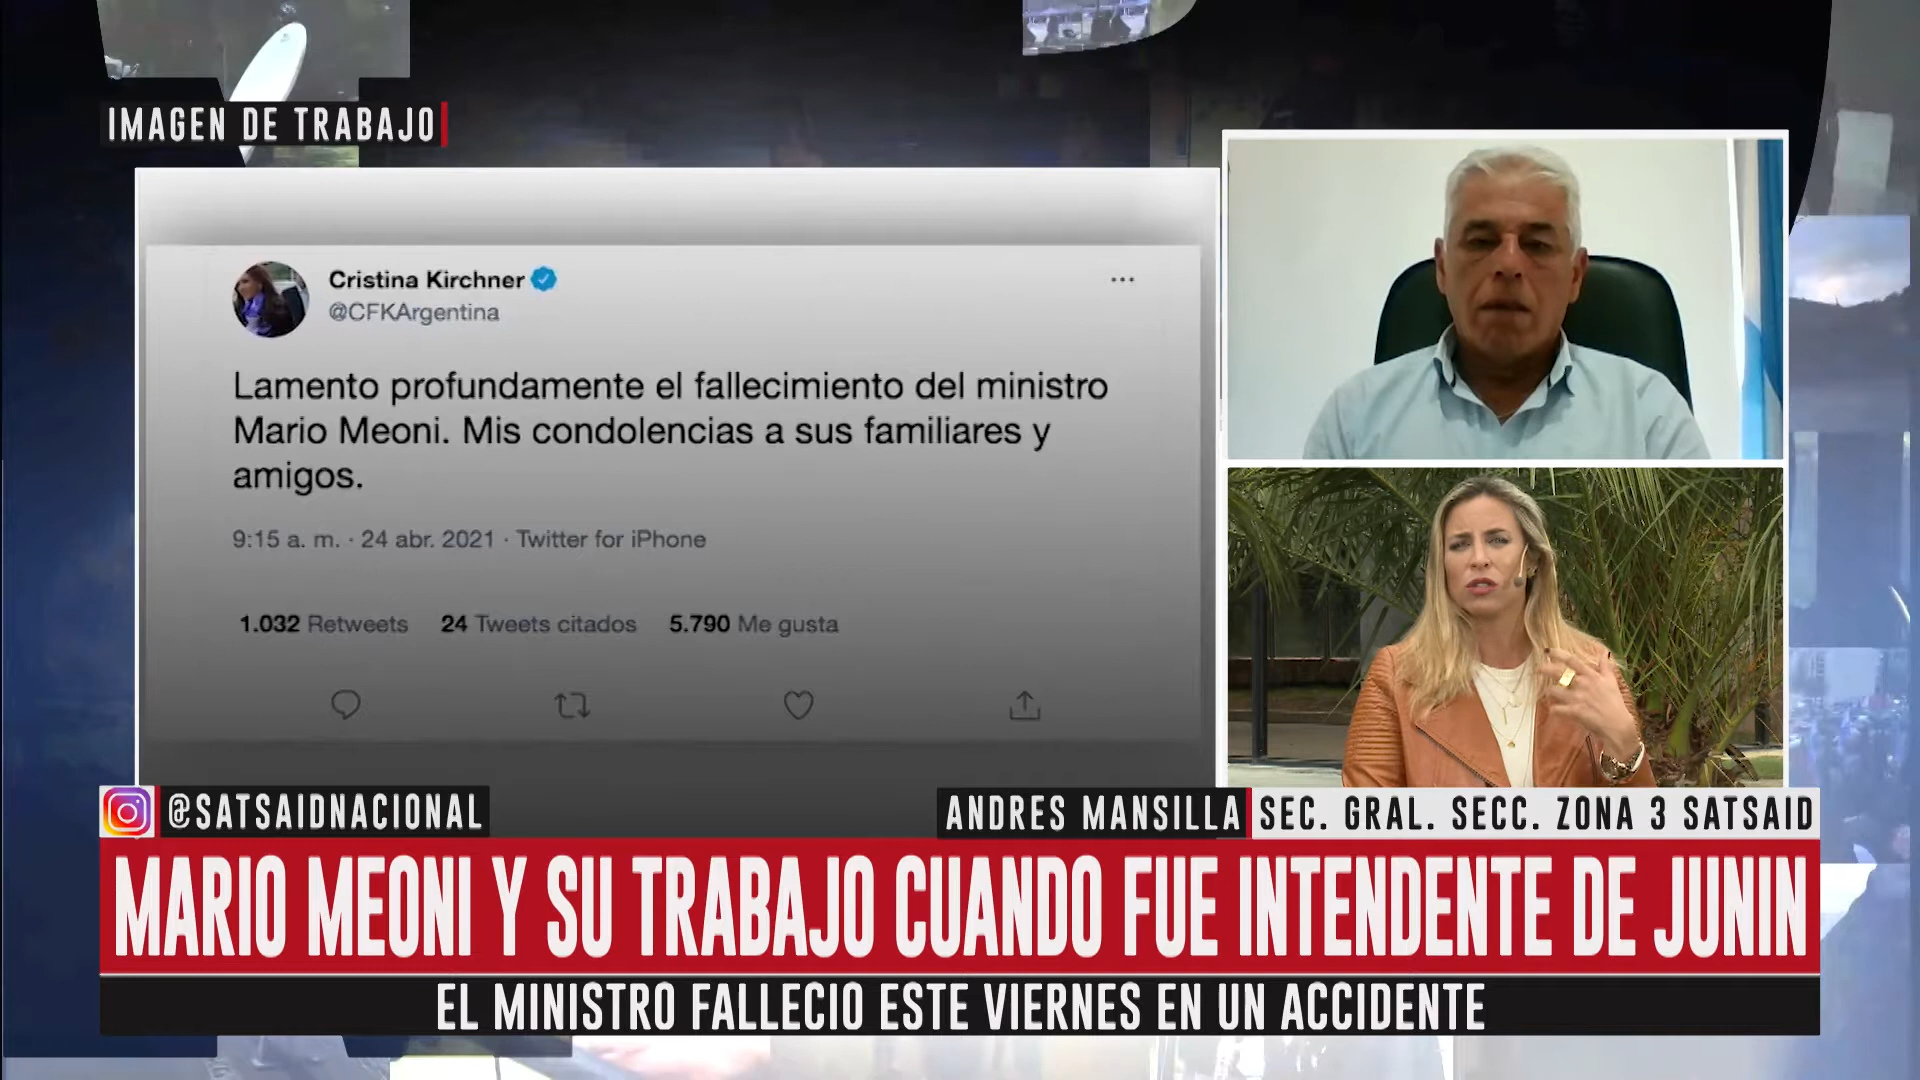 IMAGEN DE TRABAJO
Cristina Kirchner
@CFKArgentina
Lamento profundamente el fallecimiento del ministro
Mario Meoni. Mis condolencias a sus familiares y
amigos.
9:15 a. m. · 24 abr. 2021 · Twitter for iPhone
1.032 Retweets 24 Tweets citados 5.790 Me gusta
@SATSAIDNACIONAL
ANDRES MANSILLA SEC. GRAL. SECC. ZONA 3 SATSAID
MARIO MEONI Y SU TRABAJO CUANDO FUE INTENDENTE DE JUNIN
EL MINISTRO FALLECIO ESTE VIERNES EN UN ACCIDENTE